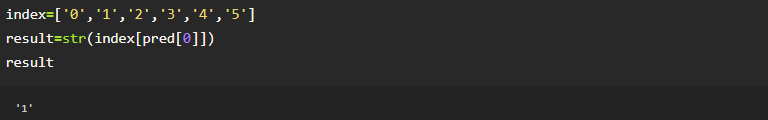 index=['0','1','2','3','4','5']
result=str(index[pred[0]])
result
'1'